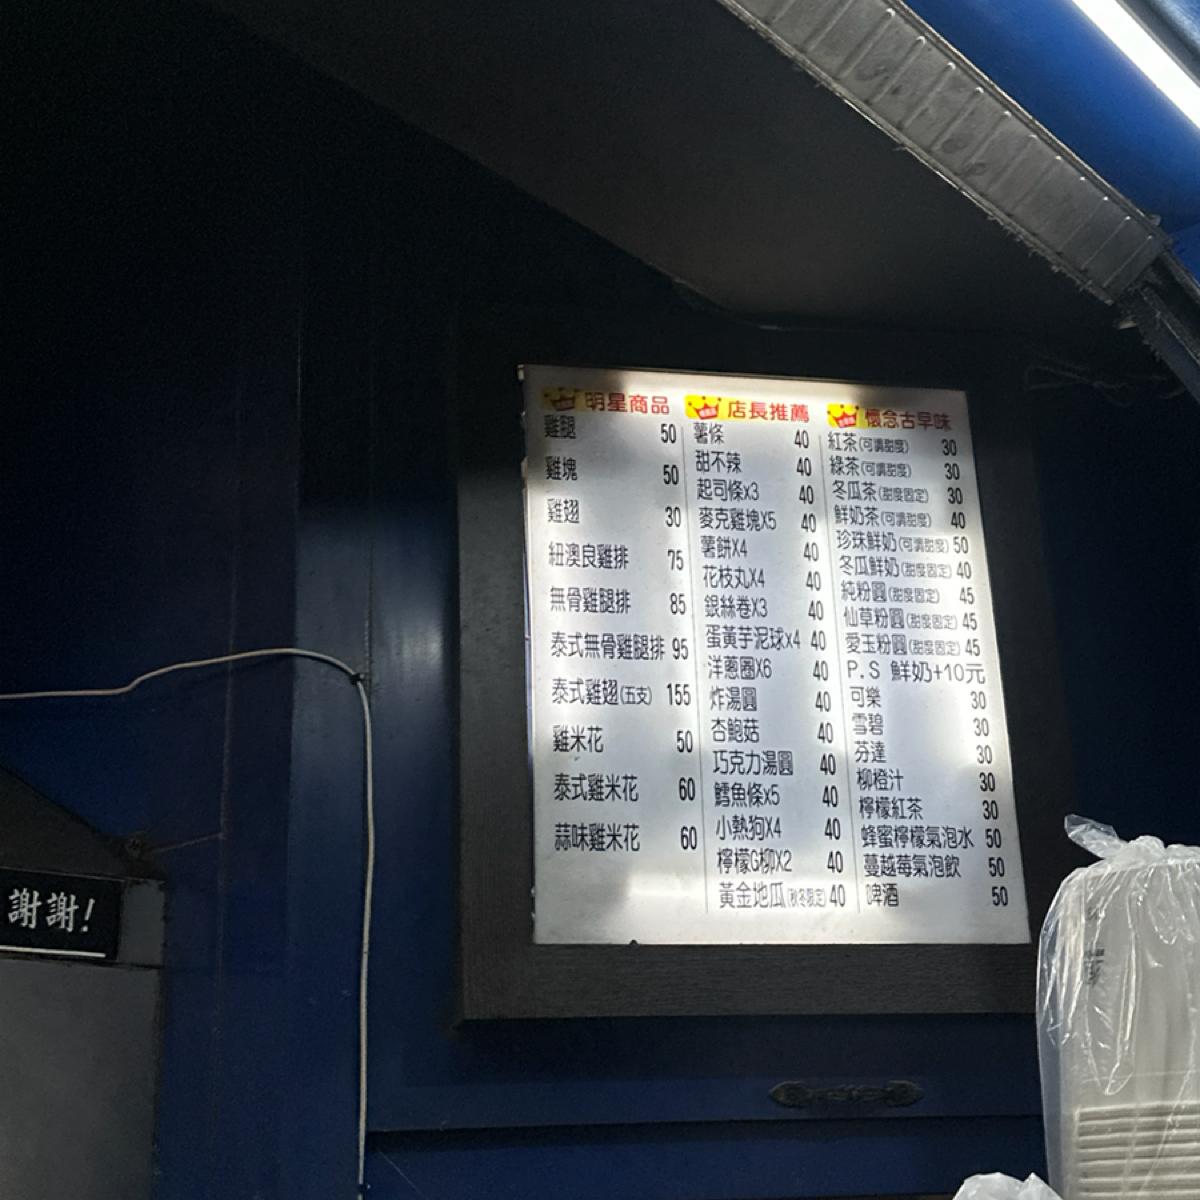 明星商品
雞腿 50
雞塊 50
雞翅 30
紐澳良雞排 75
無骨雞腿排 85
泰式無骨雞腿排 95
泰式雞翅(五支) 155
雞米花 50
泰式雞米花 60
蒜味雞米花 60
店長推薦
薯條 40
甜不辣 40
起司條x3 40
麥克雞塊X5 40
薯餅X4 40
花枝丸X4 40
銀絲卷X3 40
蛋黃芋泥球x4 40
洋蔥圈X6 40
炸湯圓 40
杏鮑菇 40
巧克力湯圓 40
鱈魚條x5 40
小熱狗X4 40
檸檬G柳X2 40
黃金地瓜(秋冬限定) 40
懷念古早味
紅茶(可調甜度) 30
綠茶(可調甜度) 30
冬瓜茶(甜度固定) 30
鮮奶茶(可調甜度) 40
珍珠鮮奶(可調甜度) 50
冬瓜鮮奶(甜度固定) 40
純粉圓(甜度固定) 45
仙草粉圓(甜度固定) 45
愛玉粉圓(甜度固定) 45
P.S 鮮奶+10元
可樂 30
雪碧 30
芬達 30
柳橙汁 30
檸檬紅茶 30
蜂蜜檸檬氣泡水 50
蔓越莓氣泡飲 50
啤酒 50
謝謝!